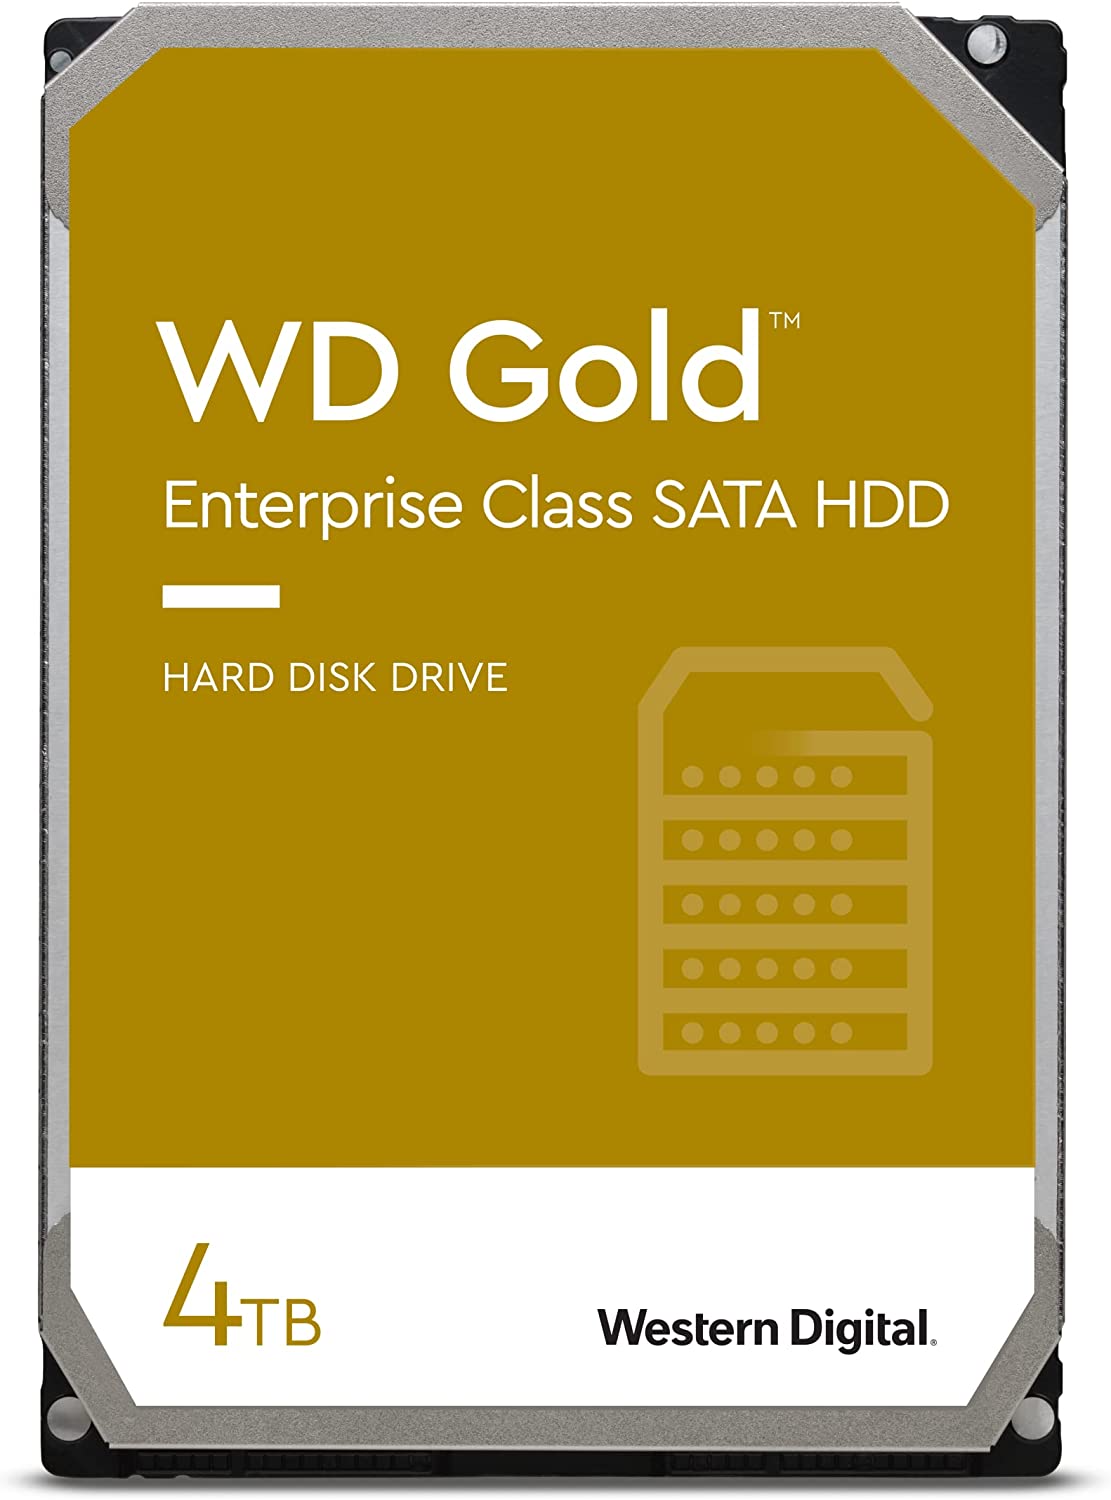 WD Gold™
Enterprise Class SATA HDD
HARD DISK DRIVE
4TB
Western Digital®